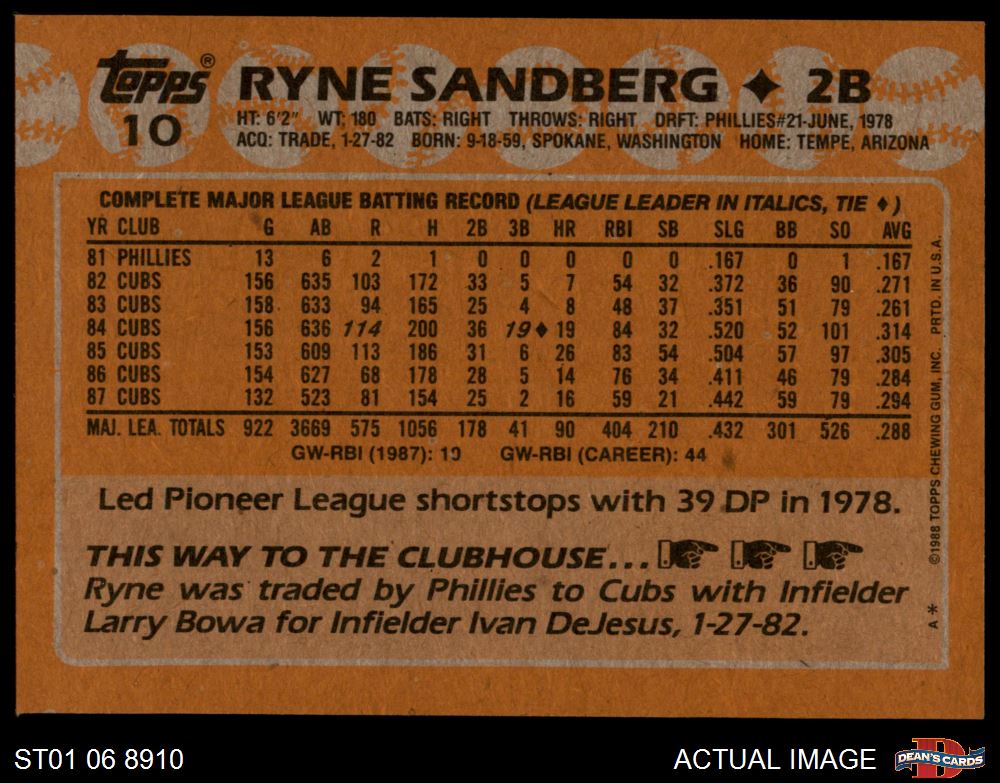 Topps® RYNE SANDBERG ♦ 2B
10
HT: 6'2" WT: 180 BATS: RIGHT THROWS: RIGHT DRFT: PHILLIES#21-JUNE, 1978
ACQ: TRADE, 1-27-82 BORN: 9-18-59, SPOKANE, WASHINGTON HOME: TEMPE, ARIZONA
COMPLETE MAJOR LEAGUE BATTING RECORD (LEAGUE LEADER IN ITALICS, TIE ♦)
YR CLUB G AB R H 2B 3B HR RBI SB SLG BB SO AVG
81 PHILLIES 13 6 2 1 0 0 0 0 0 .167 0 1 .167
82 CUBS 156 635 103 172 33 5 7 54 32 .372 36 90 .271
83 CUBS 158 633 94 165 25 4 8 48 37 .351 51 79 .261
84 CUBS 156 636 114 200 36 19♦ 19 84 32 .520 52 101 .314
85 CUBS 153 609 113 186 31 6 26 83 54 .504 57 97 .305
86 CUBS 154 627 68 178 28 5 14 76 34 .411 46 79 .284
87 CUBS 132 523 81 154 25 2 16 59 21 .442 59 79 .294
MAJ. LEA. TOTALS 922 3669 575 1056 178 41 90 404 210 .432 301 526 .288
GW-RBI (1987): 10 GW-RBI (CAREER): 44
Led Pioneer League shortstops with 39 DP in 1978.
THIS WAY TO THE CLUBHOUSE...
Ryne was traded by Phillies to Cubs with Infielder
Larry Bowa for Infielder Ivan DeJesus, 1-27-82.
©1988 TOPPS CHEWING GUM, INC. PRTD. IN U.S.A.
A*
ST01 06 8910
ACTUAL IMAGE
D
DEAN'S CARDS